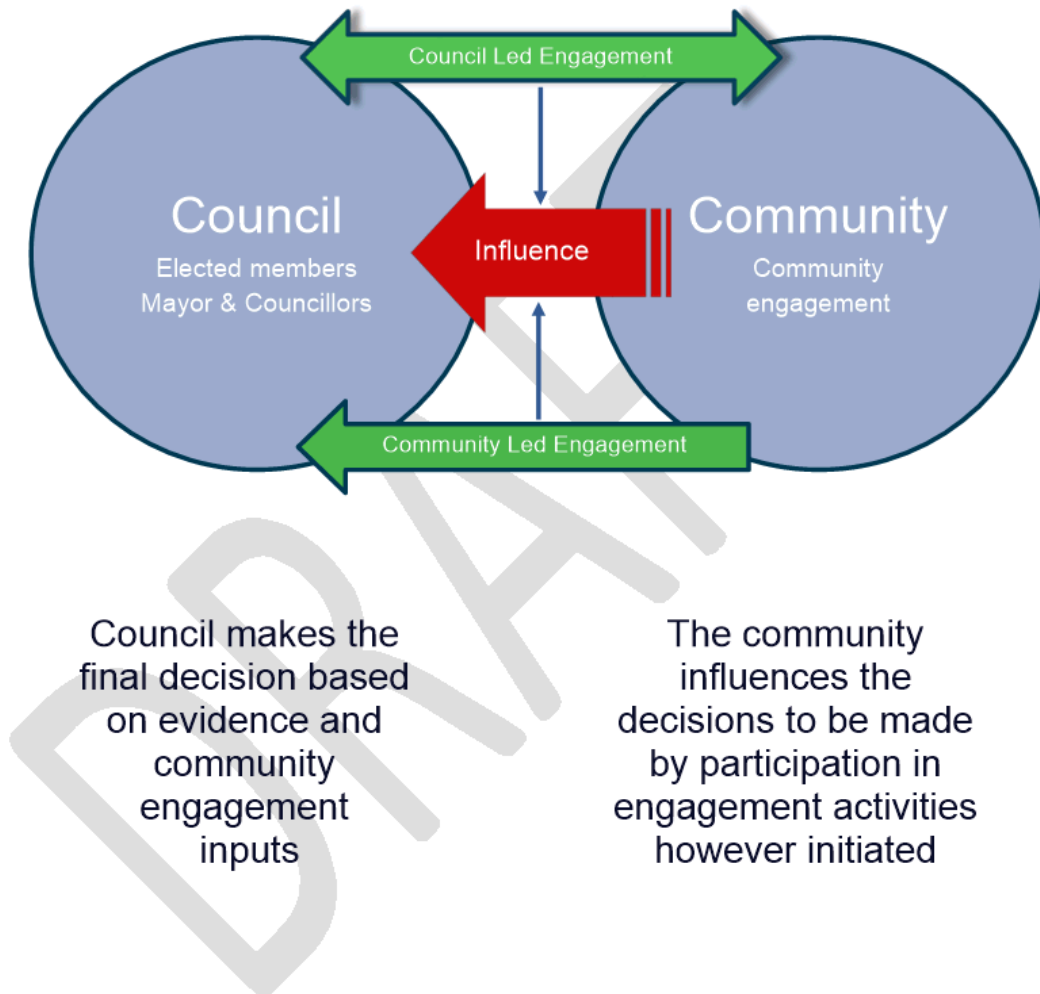 Council Led Engagement
Council
Elected members
Mayor & Councillors
Influence
Community
Community
engagement
Community Led Engagement
Council makes the
final decision based
on evidence and
community
engagement
inputs
The community
influences the
decisions to be made
by participation in
engagement activities
however initiated
DRAFT